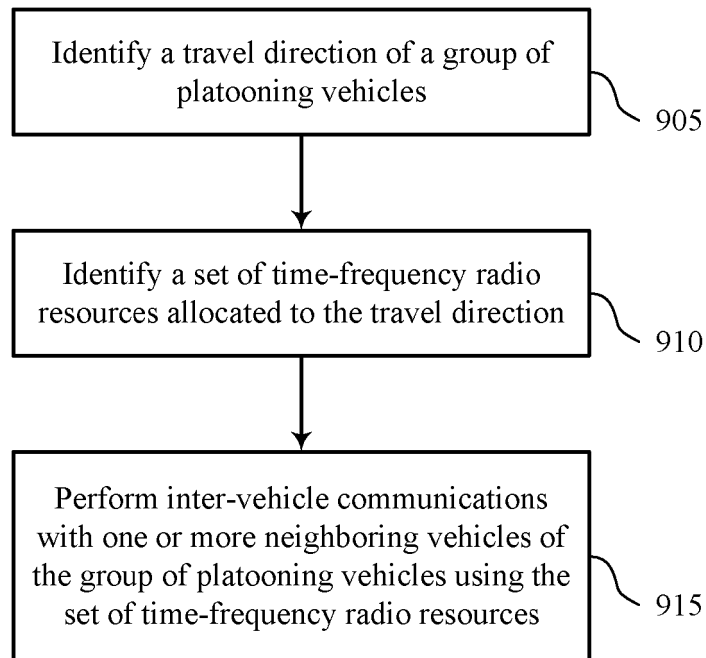 Identify a travel direction of a group of
platooning vehicles
905
Identify a set of time-frequency radio
resources allocated to the travel direction
910
Perform inter-vehicle communications
with one or more neighboring vehicles of
the group of platooning vehicles using the
set of time-frequency radio resources
915